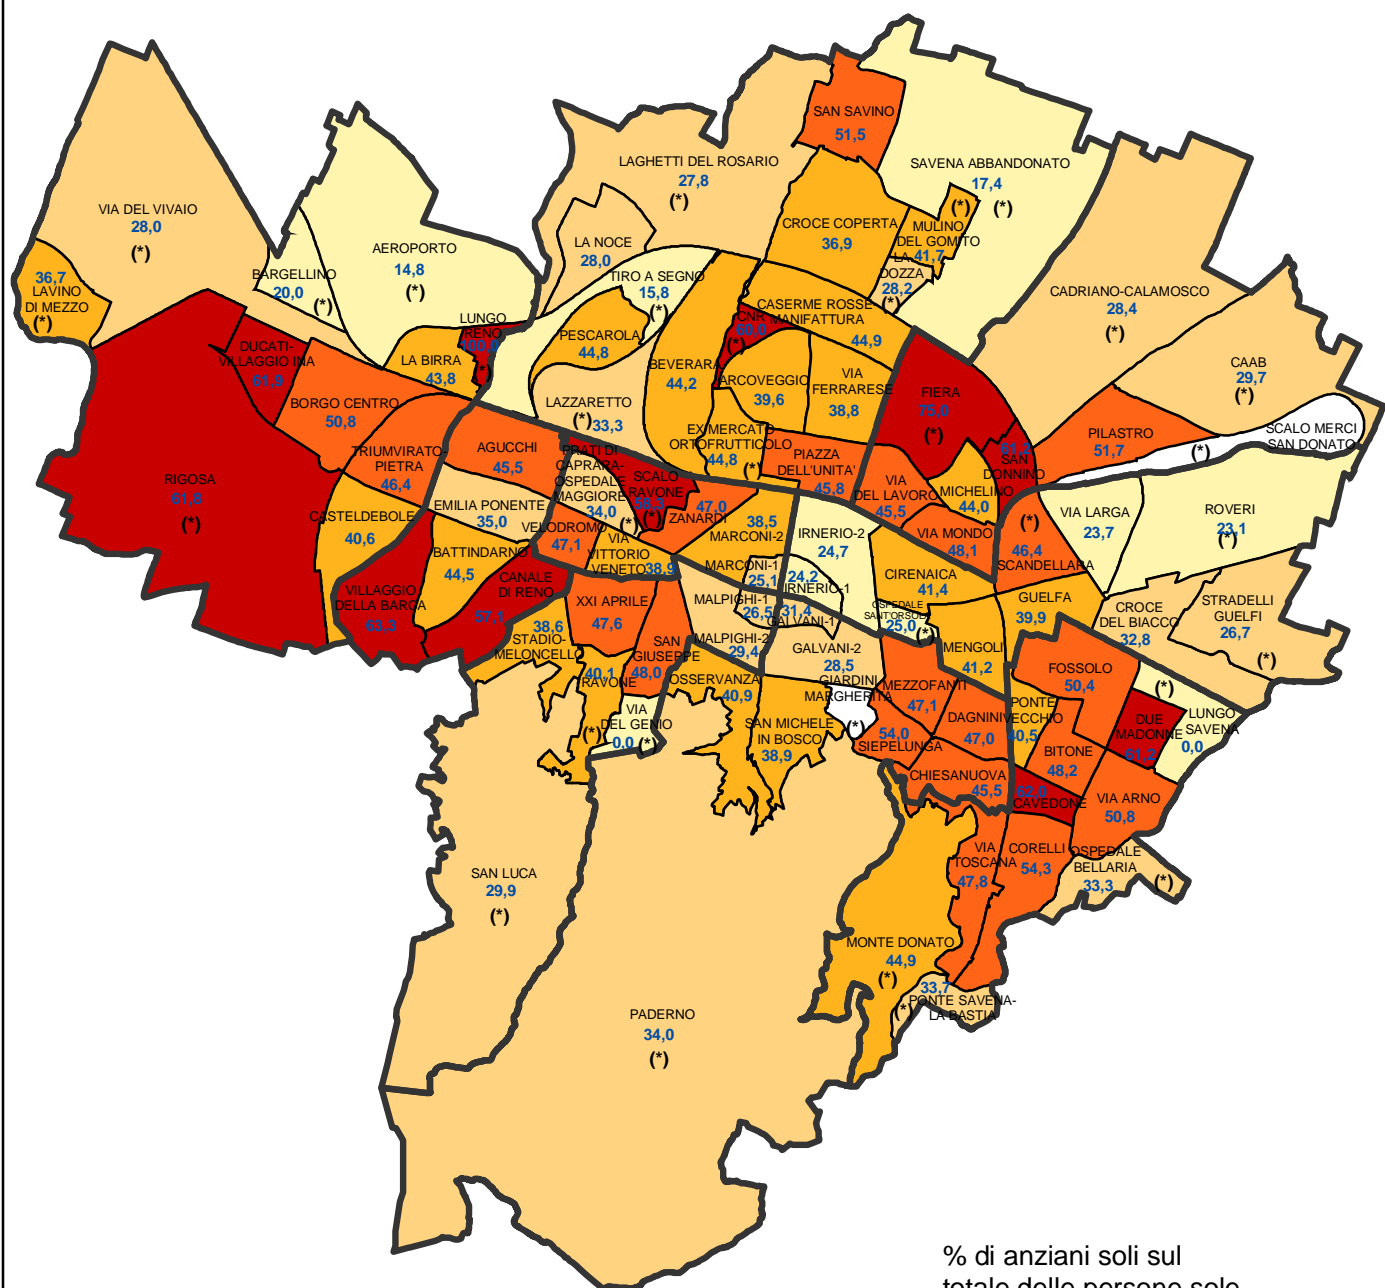 SAN SAVINO
51,5
LAGHETTI DEL ROSARIO
27,8
(*)
SAVENA ABBANDONATO
17,4
(*)
VIA DEL VIVAIO
28,0
(*)
AEROPORTO
14,8
(*)
BARGELLINO
20,0
(*)
36,7
LAVINO
DI MEZZO
(*)
LA NOCE
28,0
TIRO A SEGNO
15,8
(*)
CROCE COPERTA
36,9
(*)
MULINO
DEL GOMITO
41,7
LA
DOZZA
28,2
(*)
CADRIANO-CALAMOSCO
28,4
(*)
CAAB
29,7
(*)
SCALO MERCI
SAN DONATO
(*)
LUNGO
RENO
100,0
(*)
DUCATI-
VILLAGGIO INA
61,9
LA BIRRA
43,8
PESCAROLA
44,8
BEVERARA
44,2
CNR
60,0
(*)
CASERME ROSSE-
MANIFATTURA
44,9
ARCOVEGGIO
39,6
VIA
FERRARESE
38,8
FIERA
75,0
(*)
BORGO CENTRO
50,8
LAZZARETTO
(*)
33,3
EX MERCATO
ORTOFRUTTICOLO
44,8
(*)
PIAZZA
DELL'UNITA'
45,8
61,2
SAN
DONNINO
PILASTRO
51,7
RIGOSA
61,8
(*)
TRIUMVIRATO-
PIETRA
46,4
AGUCCHI
45,5
PRATI DI
CAPRARA-
OSPEDALE
MAGGIORE
34,0
(*)
SCALO
RAVONE
58,3
(*)
VIA
DEL LAVORO
45,5
MICHELINO
44,0
VIA LARGA
23,7
ROVERI
23,1
(*)
CASTELDEBOLE
40,6
EMILIA PONENTE
35,0
VELODROMO
47,1
47,0
ZANARDI
38,5
MARCONI-2
IRNERIO-2
24,7
VIA MONDO
48,1
(*)
46,4
SCANDELLARA
BATTINDARNO
44,5
VIA
VITTORIO
VENETO
38,9
MARCONI-1
25,1
24,2
IRNERIO-1
CIRENAICA
41,4
GUELFA
39,9
CROCE
DEL BIACCO
32,8
STRADELLI
GUELFI
26,7
(*)
VILLAGGIO
DELLA BARCA
63,3
CANALE
DI RENO
57,1
XXI APRILE
47,6
MALPIGHI-1
26,5
31,4
GALVANI-1
OSPEDALE
SANT'ORSOLA
25,0
(*)
38,6
STADIO-
MELONCELLO
SAN
GIUSEPPE
48,0
MALPIGHI-2
29,4
GALVANI-2
28,5
MENGOLI
41,2
FOSSOLO
50,4
(*)
LUNGO
SAVENA
0,0
40,1
RAVONE
(*)
OSSERVANZA
40,9
GIARDINI
MARGHERITA
(*)
MEZZOFANTI
47,1
DAGNINI
47,0
PONTE
VECCHIO
40,5
DUE
MADONNE
61,2
VIA
DEL GENIO
0,0
(*)
SAN MICHELE
IN BOSCO
38,9
54,0
SIEPELUNGA
BITONE
48,2
CHIESANUOVA
45,5
62,0
CAVEDONE
VIA ARNO
50,8
SAN LUCA
29,9
(*)
VIA
TOSCANA
47,8
CORELLI
54,3
OSPEDALE
BELLARIA
33,3
(*)
MONTE DONATO
44,9
(*)
33,7
PONTE SAVENA-
LA BASTIA
(*)
PADERNO
34,0
(*)
% di anziani soli sul
totale delle persone sole